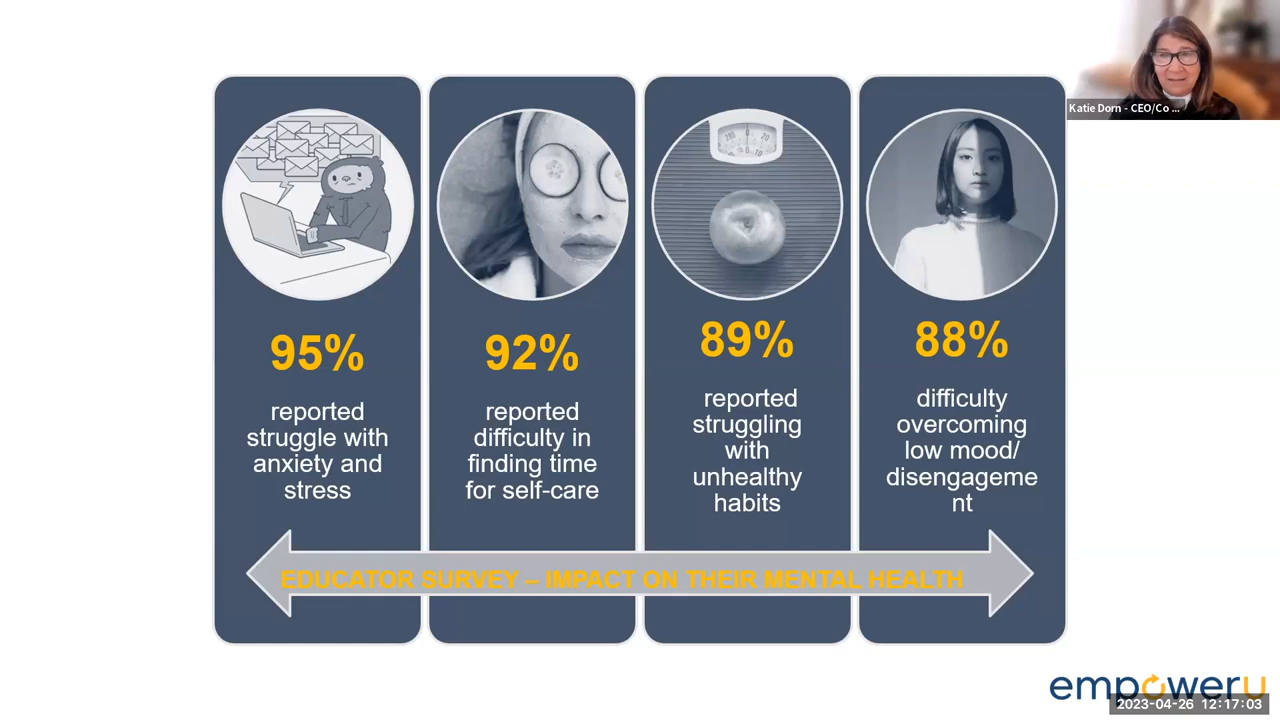 Katie Dorn - CEO/Co ...
95%
reported
struggle with
anxiety and
stress
92%
reported
difficulty in
finding time
for self-care
89%
reported
struggling
with
unhealthy
habits
88%
difficulty
overcoming
low mood/
disengageme
nt
EDUCATOR SURVEY – IMPACT ON THEIR MENTAL HEALTH
empoweru
2023-04-26 12:17:03